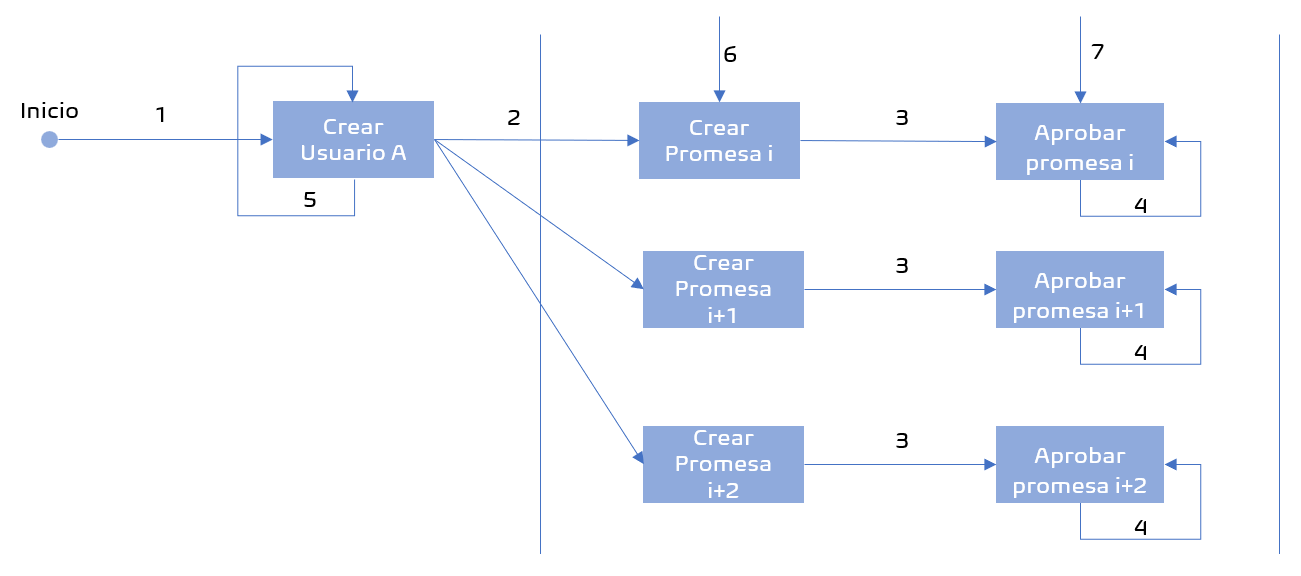 Inicio
1
Crear
Usuario A
5
2
6
Crear
Promesa i
3
7
Aprobar
promesa i
4
Crear
Promesa
i+1
3
Aprobar
promesa i+1
4
Crear
Promesa
i+2
3
Aprobar
promesa i+2
4